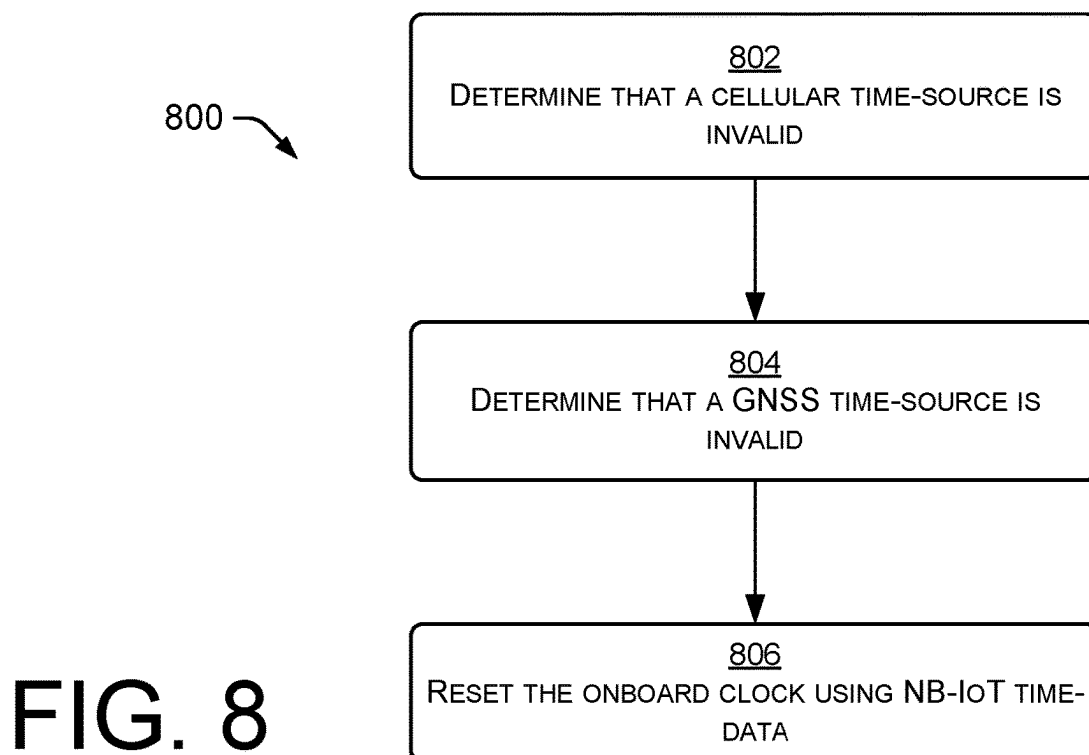 802
DETERMINE THAT A CELLULAR TIME-SOURCE IS
INVALID
800
804
DETERMINE THAT A GNSS TIME-SOURCE IS
INVALID
806
RESET THE ONBOARD CLOCK USING NB-IOT TIME-
DATA
FIG. 8